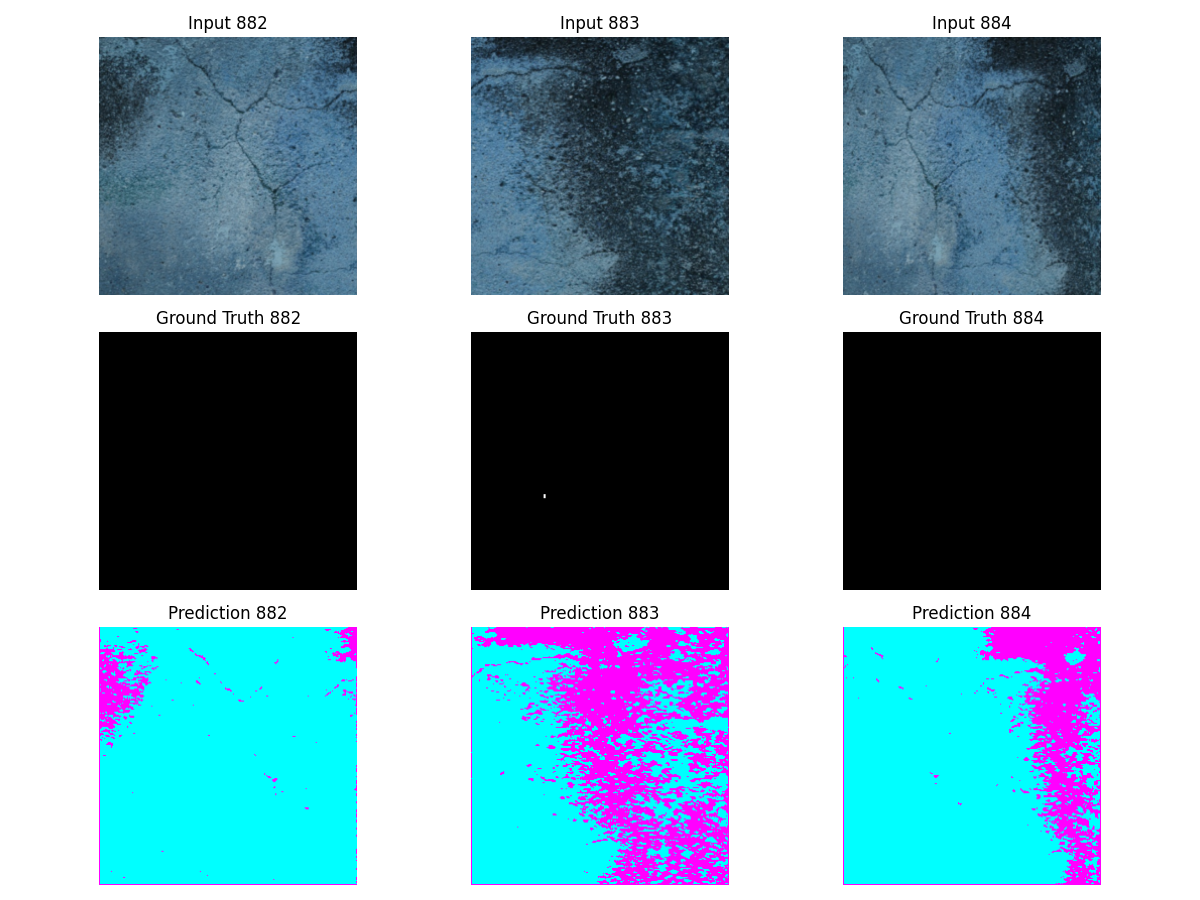 Input 882
Input 883
Input 884
Ground Truth 882
Ground Truth 883
Ground Truth 884
Prediction 882
Prediction 883
Prediction 884